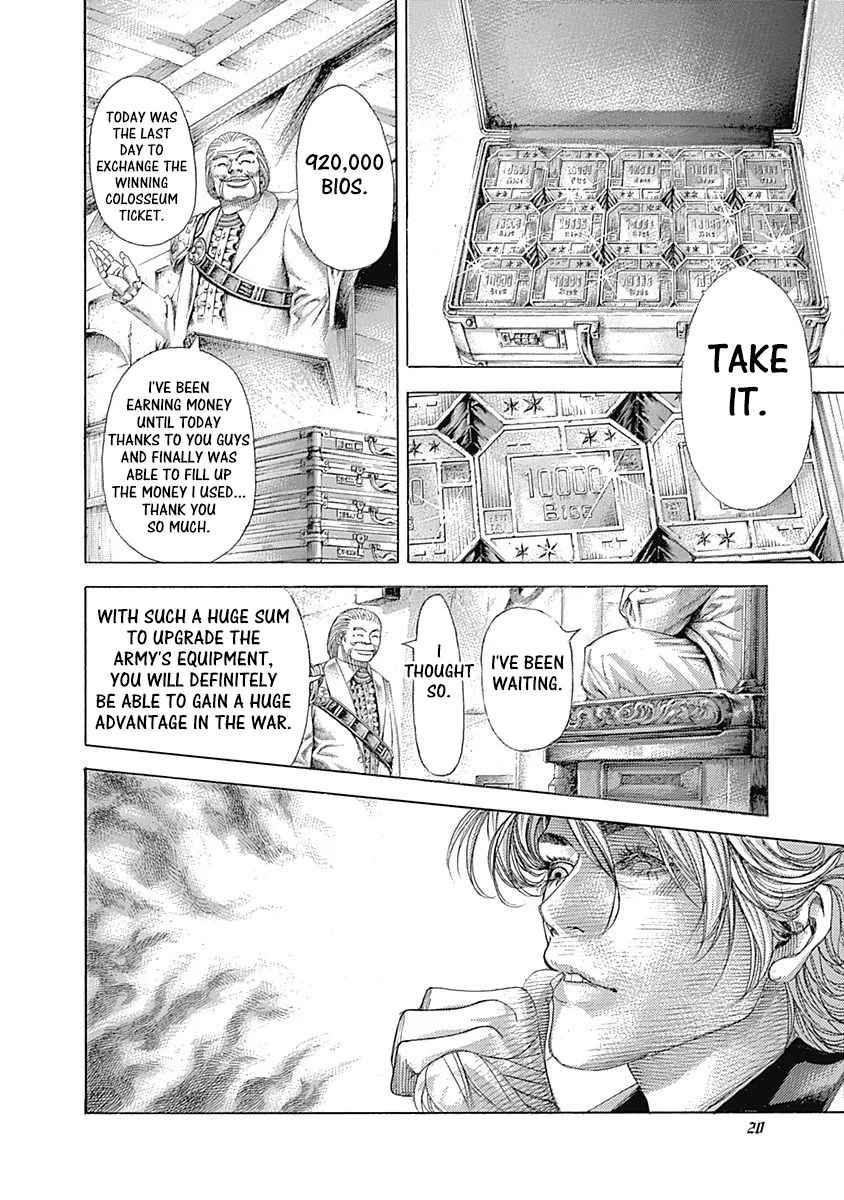 TAKE
IT.
10000
Bios
920,000
BIOS.
TODAY WAS
THE LAST
DAY TO
EXCHANGE THE
WINNING
COLOSSEUM
TICKET.
I'VE BEEN
EARNING MONEY
UNTIL TODAY
THANKS TO YOU GUYS
AND FINALLY WAS
ABLE TO FILL UP
THE MONEY I USED...
THANK YOU
SO MUCH.
I'VE BEEN
WAITING.
I
THOUGHT
SO.
WITH SUCH A HUGE SUM
TO UPGRADE THE
ARMY'S EQUIPMENT,
YOU WILL DEFINITELY
BE ABLE TO GAIN A HUGE
ADVANTAGE IN THE WAR.
20